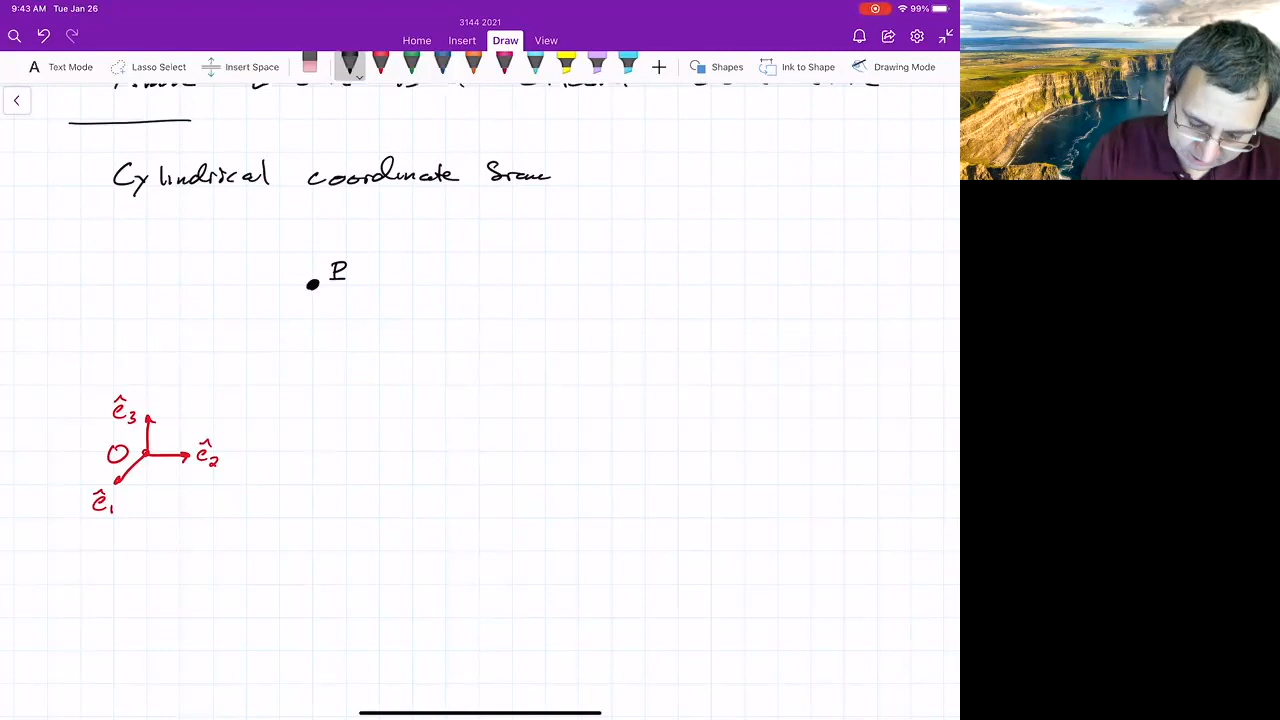 9:43 AM Tue Jan 26
99%
3144 2021
Home Insert Draw View
Text Mode Lasso Select Insert Space Shapes Ink to Shape Drawing Mode
Cylindrical coordinate
P
ê3
O ê2
ê1